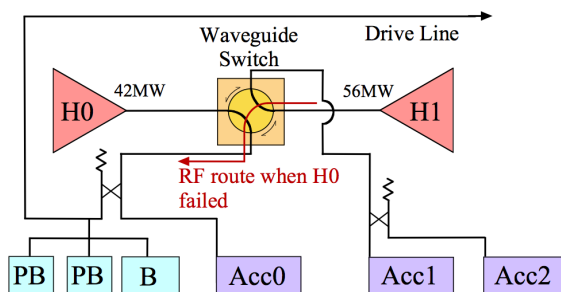 Drive Line
Waveguide
Switch
42MW
56MW
H0
H1
RF route when H0
failed
PB
PB
B
Acc0
Acc1
Acc2